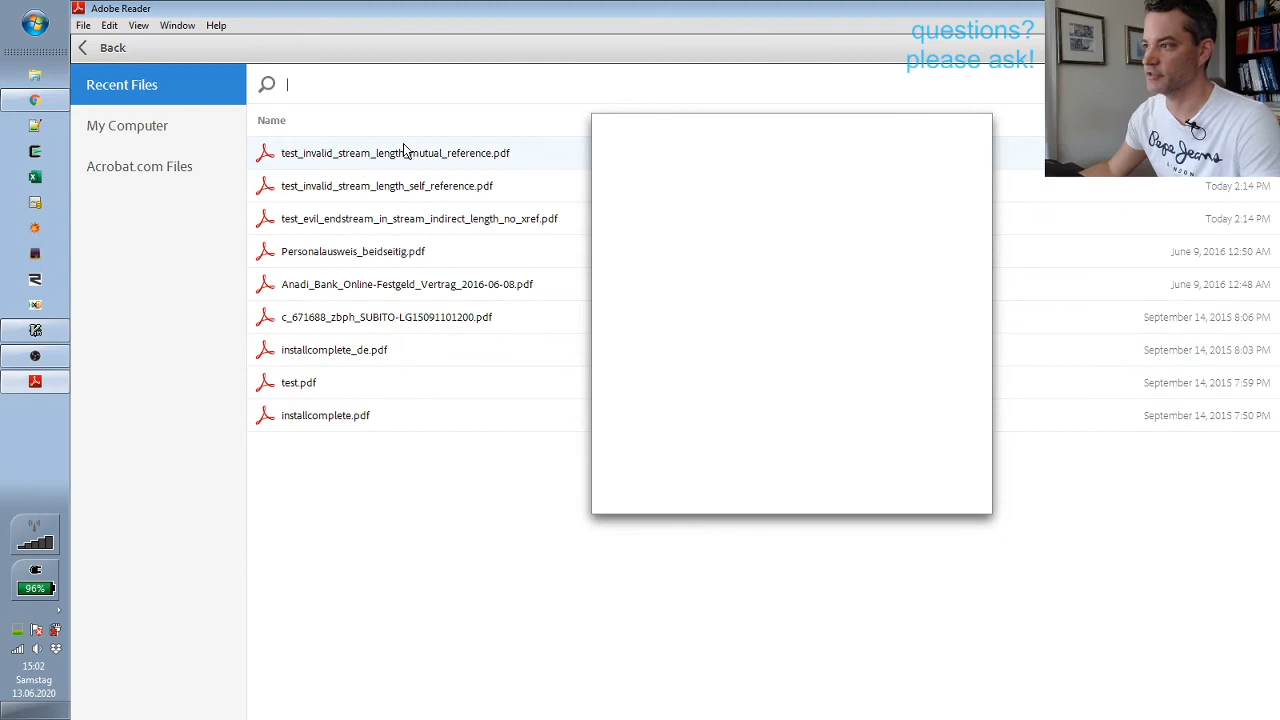 Adobe Reader
File Edit View Window Help
Back
questions?
please ask!
Recent Files
My Computer
Acrobat.com Files
Name
test_invalid_stream_length_mutual_reference.pdf
test_invalid_stream_length_self_reference.pdf Today 2:14 PM
test_evil_endstream_in_stream_indirect_length_no_xref.pdf Today 2:14 PM
Personalausweis_beidseitig.pdf June 9, 2016 12:50 AM
Anadi_Bank_Online-Festgeld_Vertrag_2016-06-08.pdf June 9, 2016 12:48 AM
c_671688_zbph_SUBITO-LG15091101200.pdf September 14, 2015 8:06 PM
installcomplete_de.pdf September 14, 2015 8:03 PM
test.pdf September 14, 2015 7:59 PM
installcomplete.pdf September 14, 2015 7:50 PM
Pepe Jeans
LONDON
96%
15:02
Samstag
13.06.2020